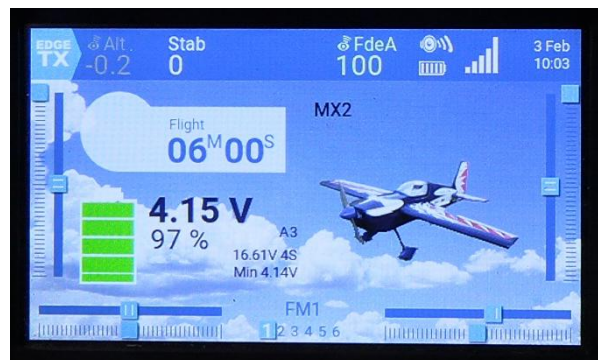 EDGE TX
Alt. Stab FdeA 3 Feb
-0.2 0 100 10:03
MX2
Flight
06M00S
4.15 V
97 % A3
16.61V 4S
Min 4.14V
FM1
1 2 3 4 5 6